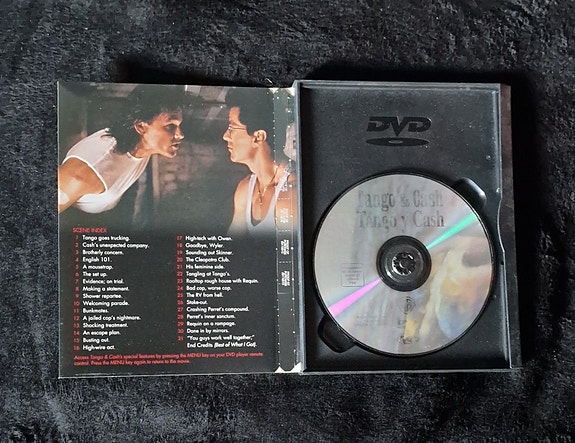 SCENE INDEX
1 Tango goes trucking.
2 Cash's unexpected company.
3 Brotherly concern.
4 English 101.
5 A mousetrap.
6 The set up.
7 Evidence; on trial.
8 Making a statement.
9 Shower reportee.
10 Welcoming parade.
11 Bunkmates.
12 A jailed cop's nightmare.
13 Shocking treatment.
14 An escape plan.
15 Busting out.
16 High-wire act.
17 High-tech with Owen.
18 Goodbye, Wyler.
19 Sounding out Skinner.
20 The Cleopatra Club.
21 His feminine side.
22 Tangling at Tango's.
23 Rooftop rough house with Requin.
24 Bad cop, worse cop.
25 The RV from hell.
26 Stake-out.
27 Crashing Perret's compound.
28 Perret's inner sanctum.
29 Requin on a rampage.
30 Done in by mirrors.
31 "You guys work well together;"
End Credits (Best of What I Got).
Access Tango & Cash's special features by pressing the MENU key on your DVD player remote
control. Press the MENU key again to return to the movie.
DVD
Tango & Cash
Tango y Cash